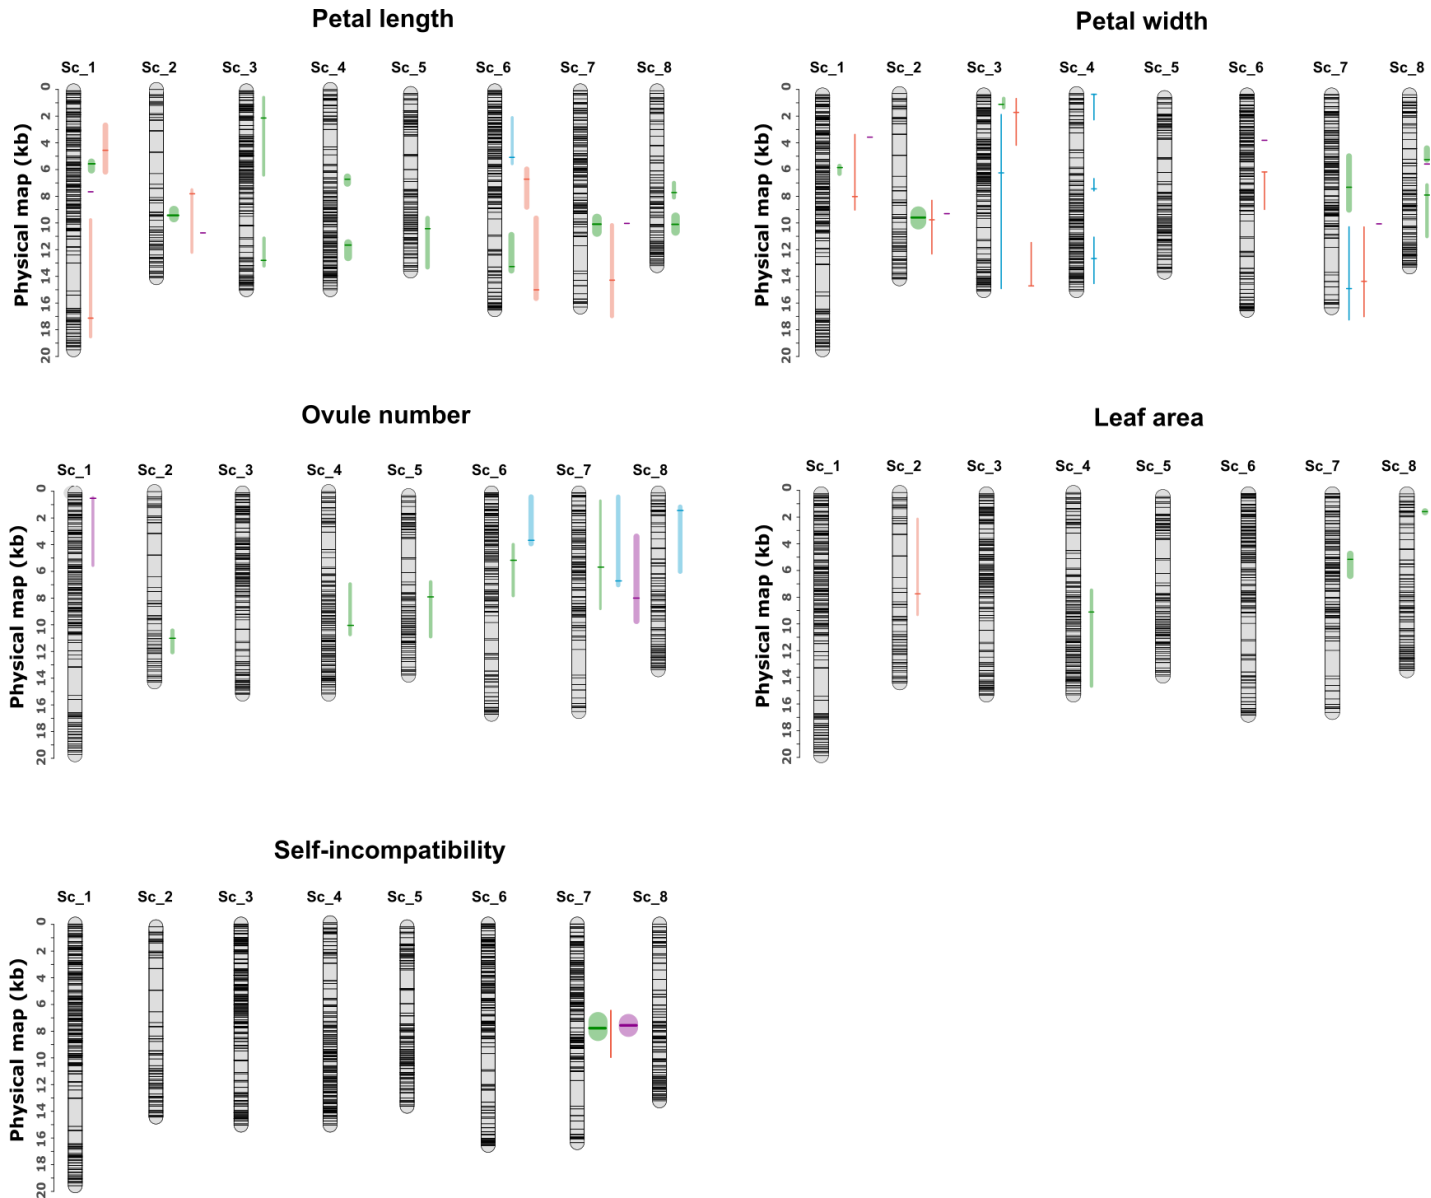 Petal length
Sc_1 Sc_2 Sc_3 Sc_4 Sc_5 Sc_6 Sc_7 Sc_8
Physical map (kb)
0 2 4 6 8 10 12 14 16 18 20
Petal width
Sc_1 Sc_2 Sc_3 Sc_4 Sc_5 Sc_6 Sc_7 Sc_8
Physical map (kb)
0 2 4 6 8 10 12 14 16 18 20
Ovule number
Sc_1 Sc_2 Sc_3 Sc_4 Sc_5 Sc_6 Sc_7 Sc_8
Physical map (kb)
0 2 4 6 8 10 12 14 16 18 20
Leaf area
Sc_1 Sc_2 Sc_3 Sc_4 Sc_5 Sc_6 Sc_7 Sc_8
Physical map (kb)
0 2 4 6 8 10 12 14 16 18 20
Self-incompatibility
Sc_1 Sc_2 Sc_3 Sc_4 Sc_5 Sc_6 Sc_7 Sc_8
Physical map (kb)
0 2 4 6 8 10 12 14 16 18 20